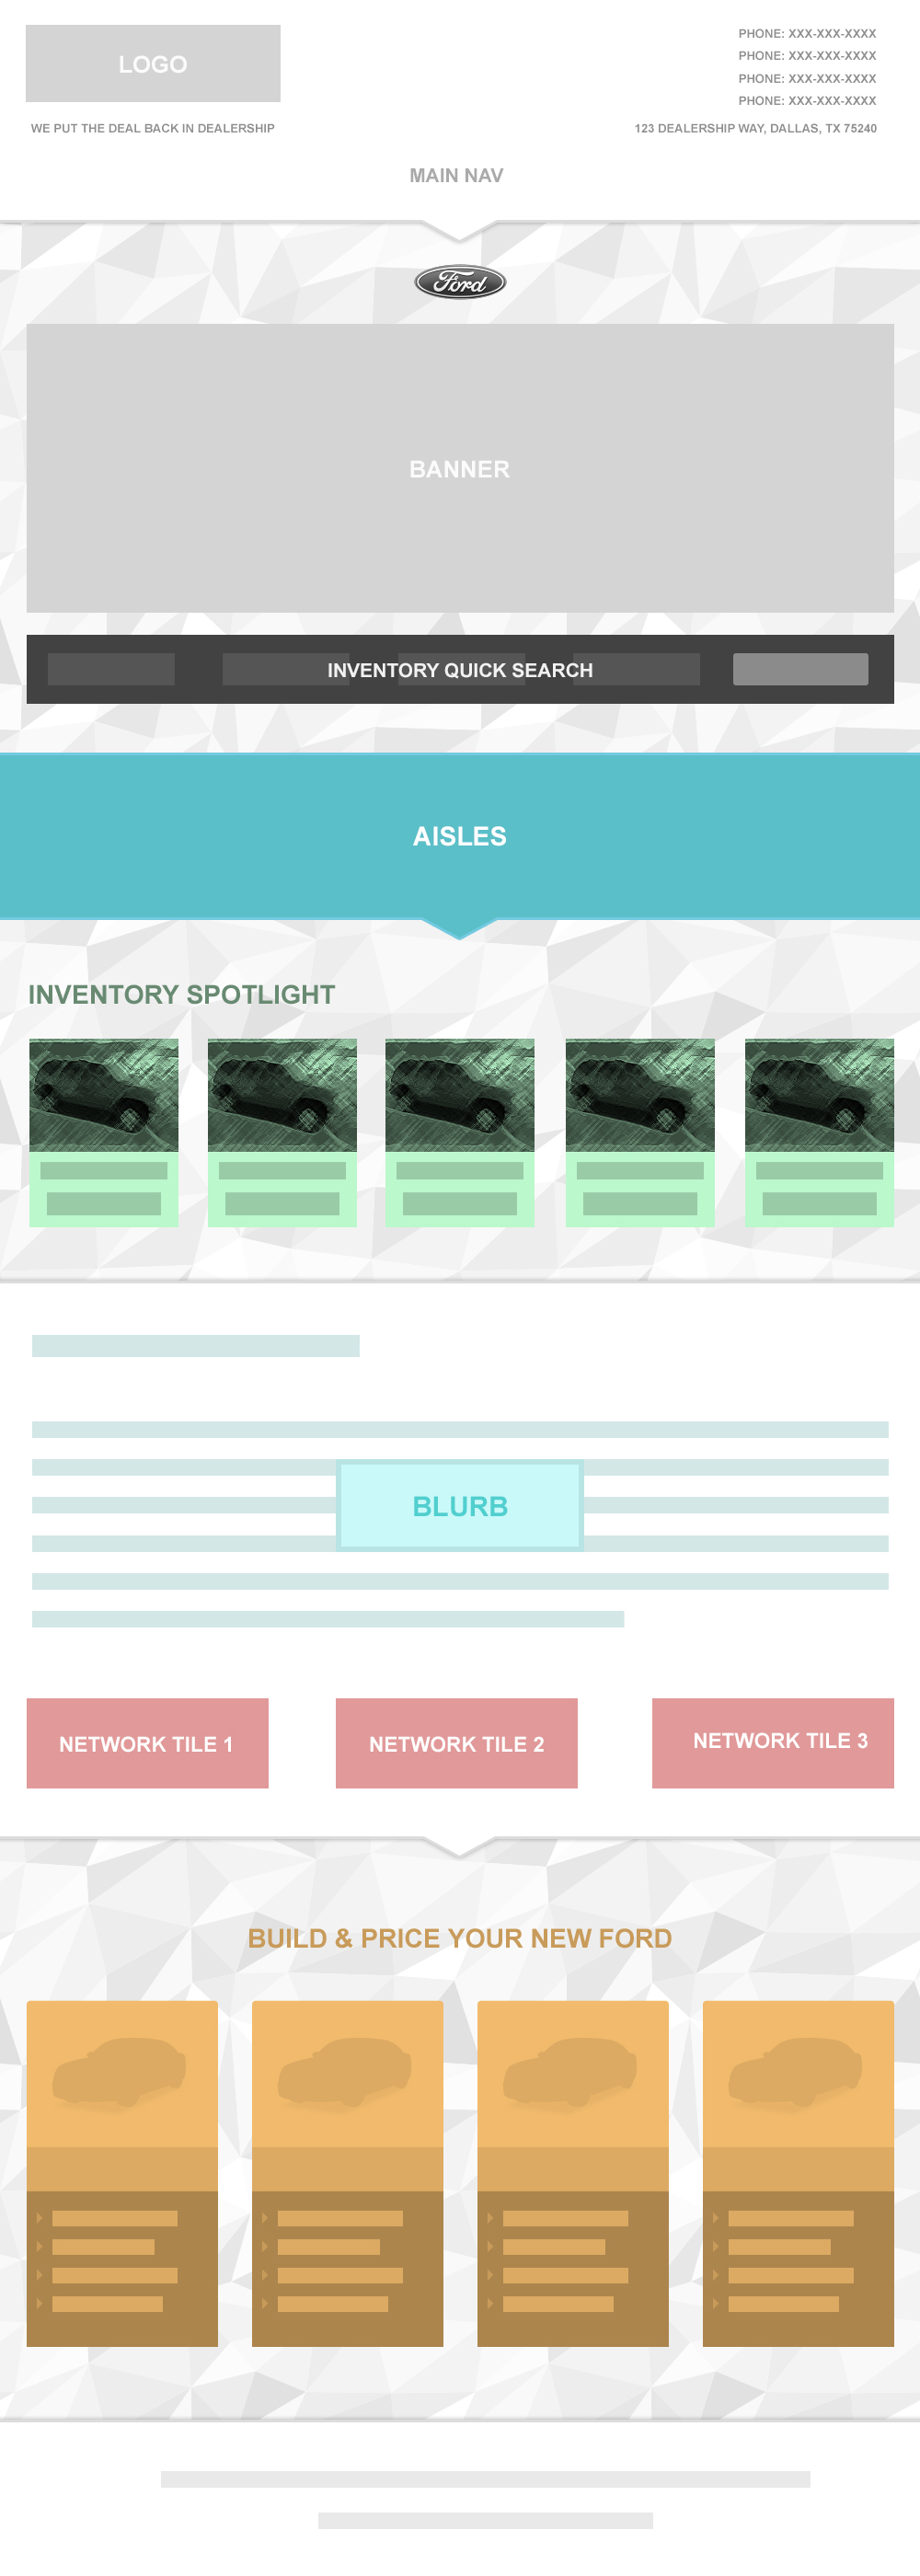 LOGO
WE PUT THE DEAL BACK IN DEALERSHIP
PHONE: XXX-XXX-XXXX
PHONE: XXX-XXX-XXXX
PHONE: XXX-XXX-XXXX
PHONE: XXX-XXX-XXXX
123 DEALERSHIP WAY, DALLAS, TX 75240
MAIN NAV
Ford
BANNER
INVENTORY QUICK SEARCH
AISLES
INVENTORY SPOTLIGHT
BLURB
NETWORK TILE 1
NETWORK TILE 2
NETWORK TILE 3
BUILD & PRICE YOUR NEW FORD